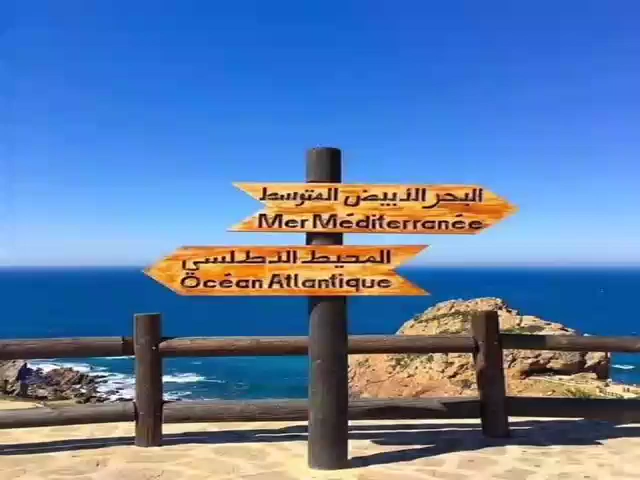 البحر الأبيض المتوسط
Mer Méditerranée
المحيط الأطلسي
Océan Atlantique